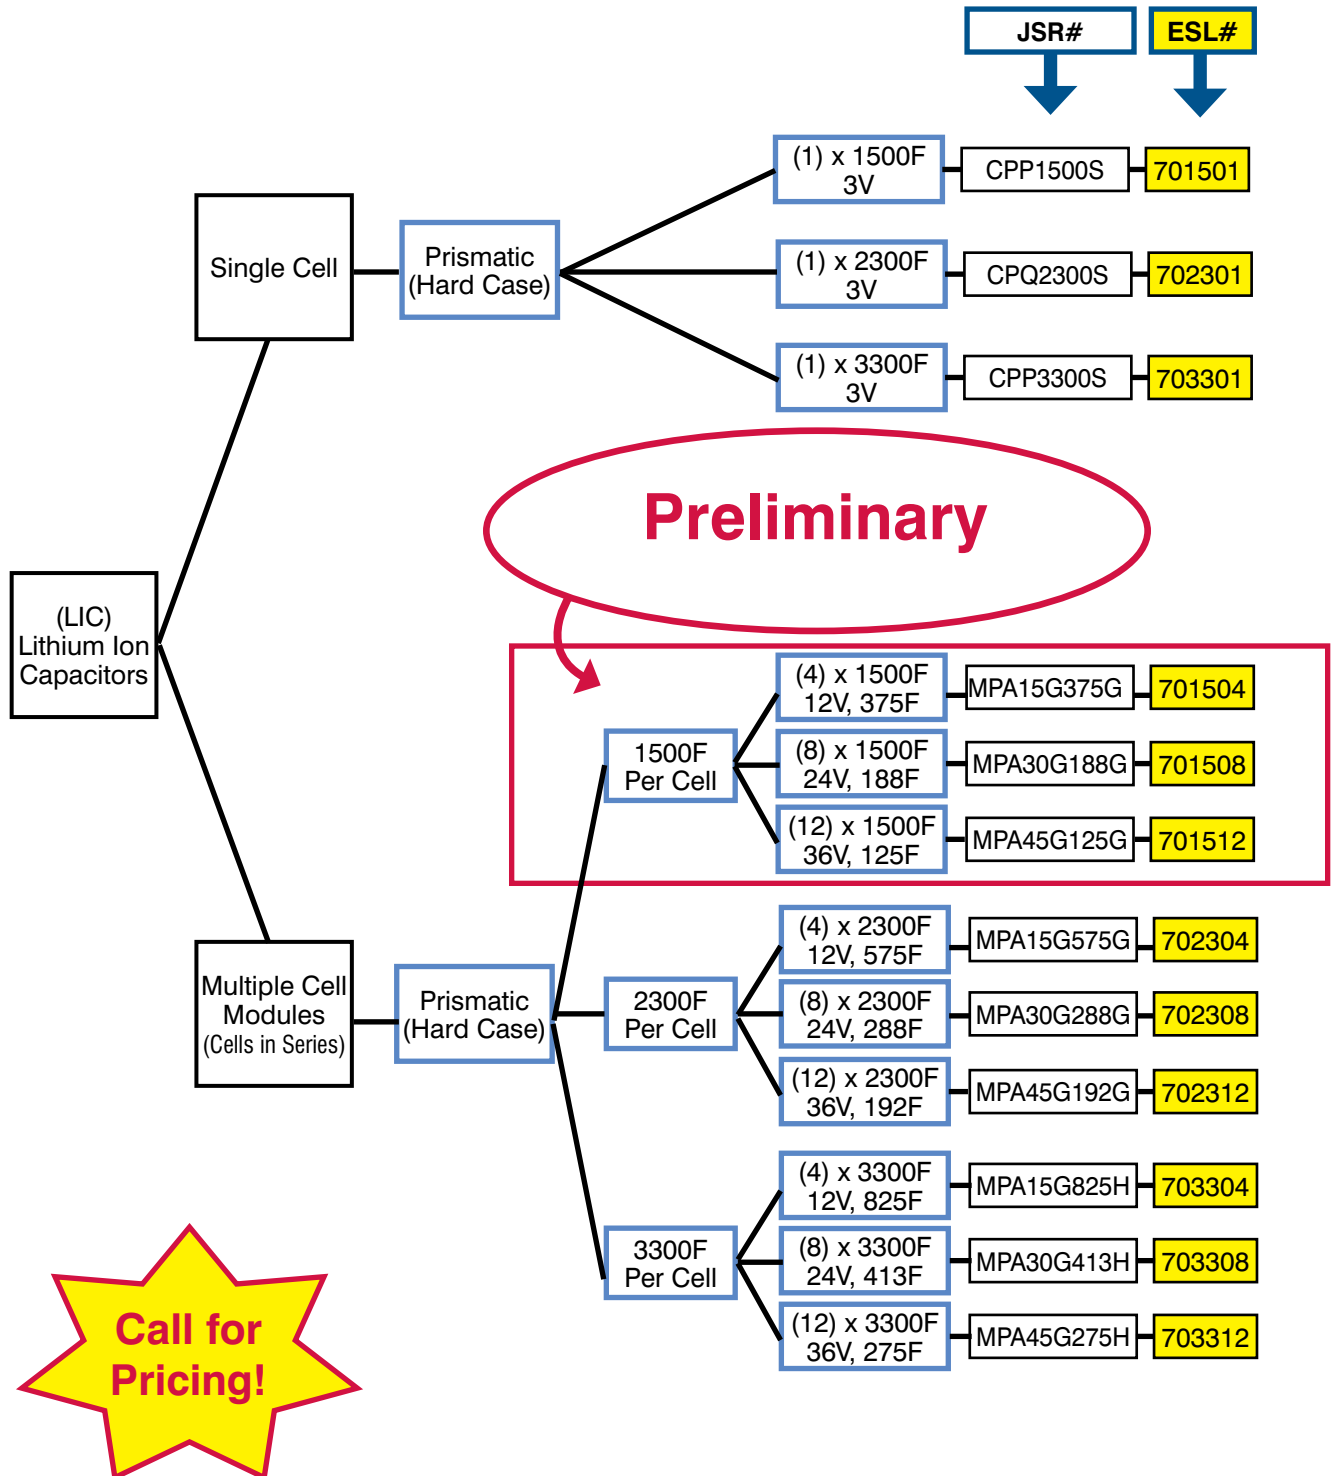 JSR#
ESL#
(1) x 1500F
3V
CPP1500S
701501
Single Cell
Prismatic
(Hard Case)
(1) x 2300F
3V
CPQ2300S
702301
(1) x 3300F
3V
CPP3300S
703301
Preliminary
(LIC)
Lithium Ion
Capacitors
(4) x 1500F
12V, 375F
MPA15G375G
701504
1500F
Per Cell
(8) x 1500F
24V, 188F
MPA30G188G
701508
(12) x 1500F
36V, 125F
MPA45G125G
701512
Multiple Cell
Modules
(Cells in Series)
Prismatic
(Hard Case)
(4) x 2300F
12V, 575F
MPA15G575G
702304
2300F
Per Cell
(8) x 2300F
24V, 288F
MPA30G288G
702308
(12) x 2300F
36V, 192F
MPA45G192G
702312
(4) x 3300F
12V, 825F
MPA15G825H
703304
3300F
Per Cell
(8) x 3300F
24V, 413F
MPA30G413H
703308
(12) x 3300F
36V, 275F
MPA45G275H
703312
Call for
Pricing!